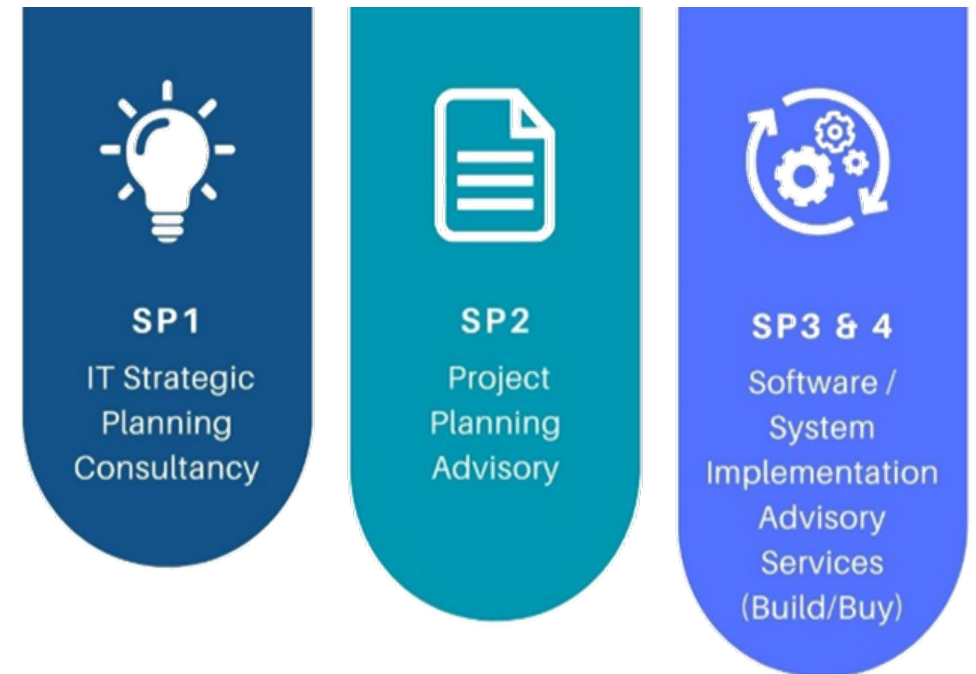 SP1
IT Strategic
Planning
Consultancy
SP2
Project
Planning
Advisory
SP3 & 4
Software /
System
Implementation
Advisory
Services
(Build/Buy)